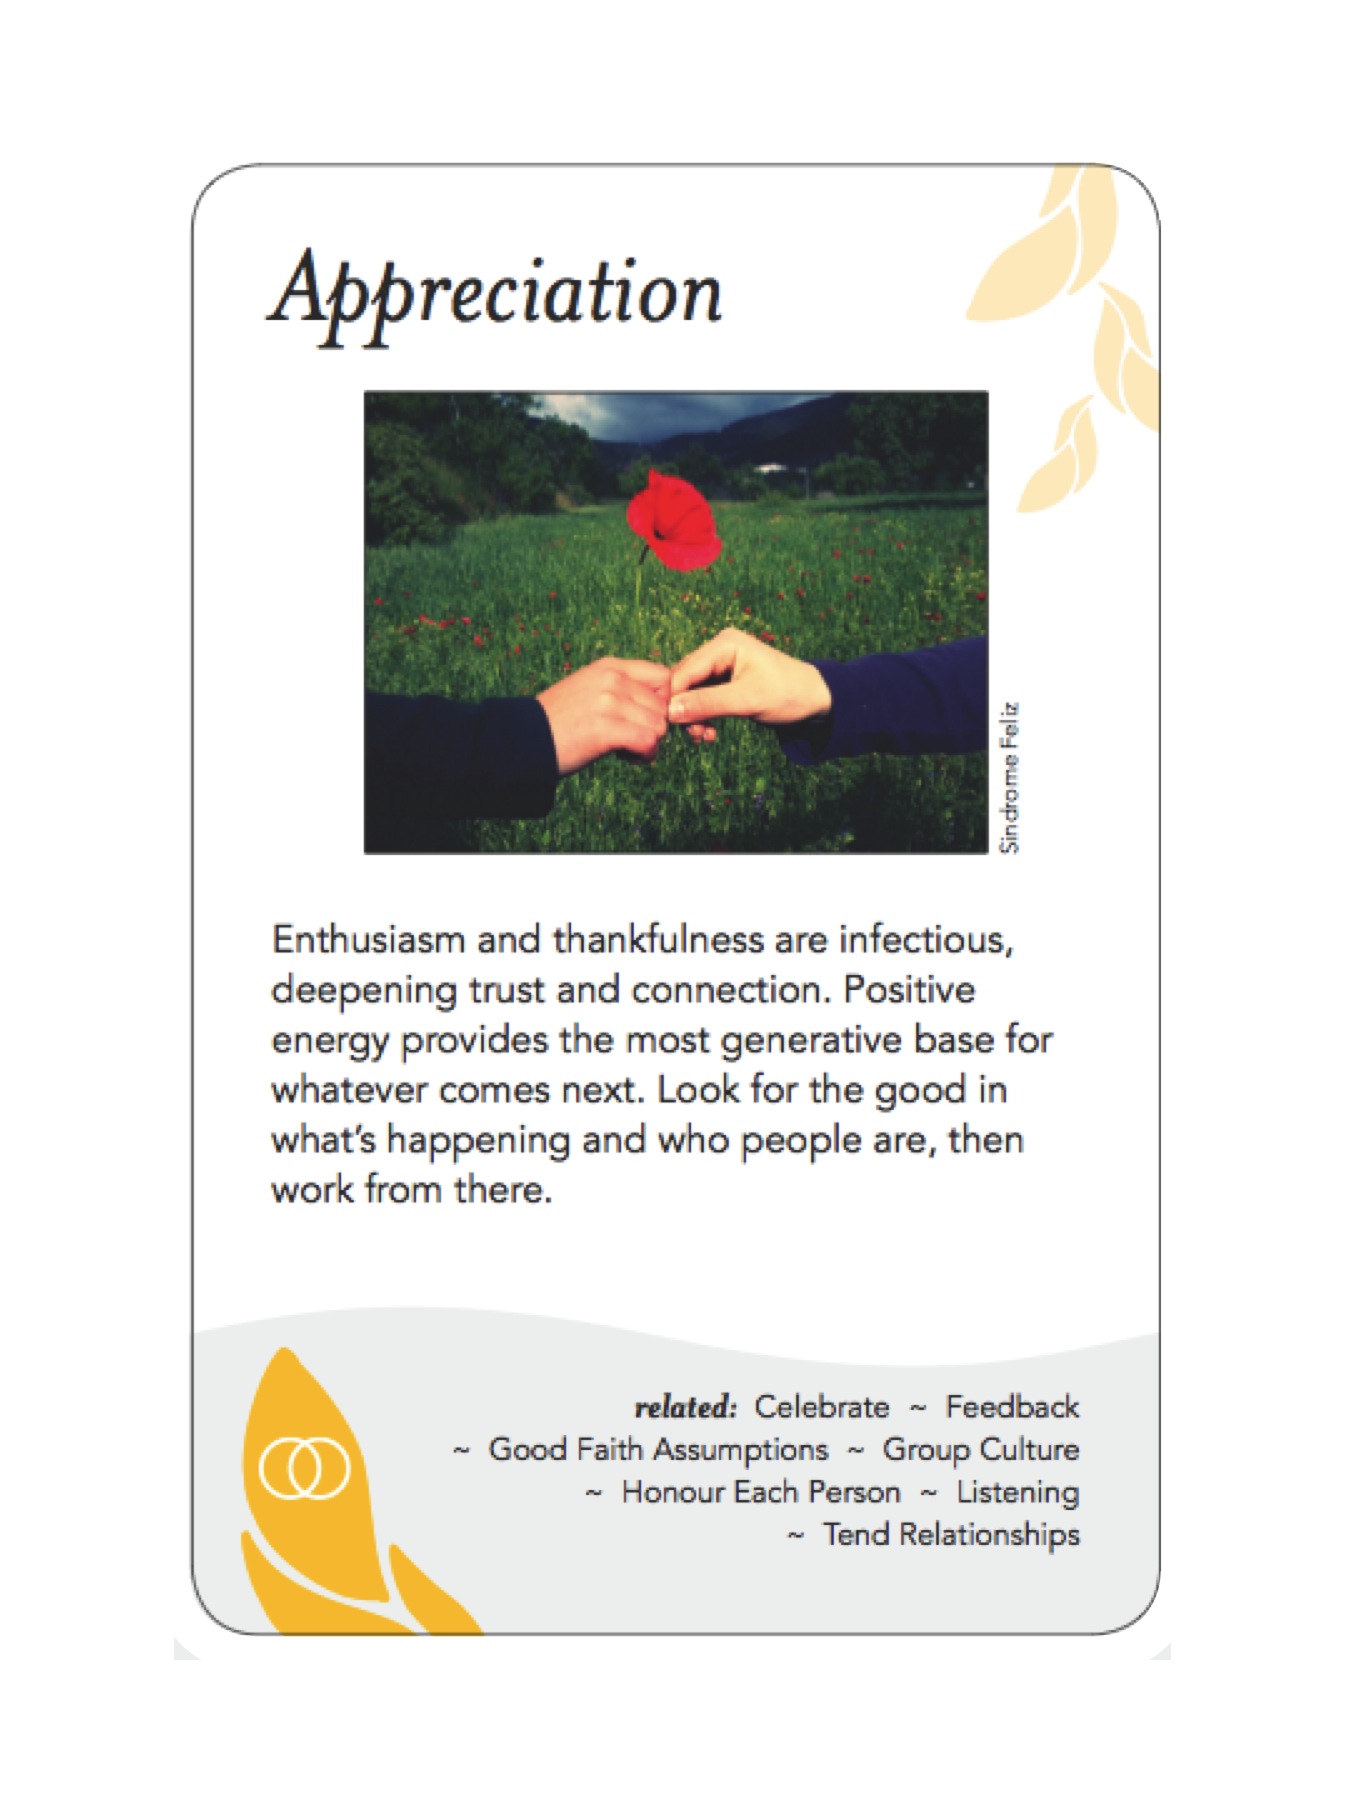 Appreciation
Sindrome Feliz
Enthusiasm and thankfulness are infectious,
deepening trust and connection. Positive
energy provides the most generative base for
whatever comes next. Look for the good in
what’s happening and who people are, then
work from there.
related: Celebrate ~ Feedback
~ Good Faith Assumptions ~ Group Culture
~ Honour Each Person ~ Listening
~ Tend Relationships